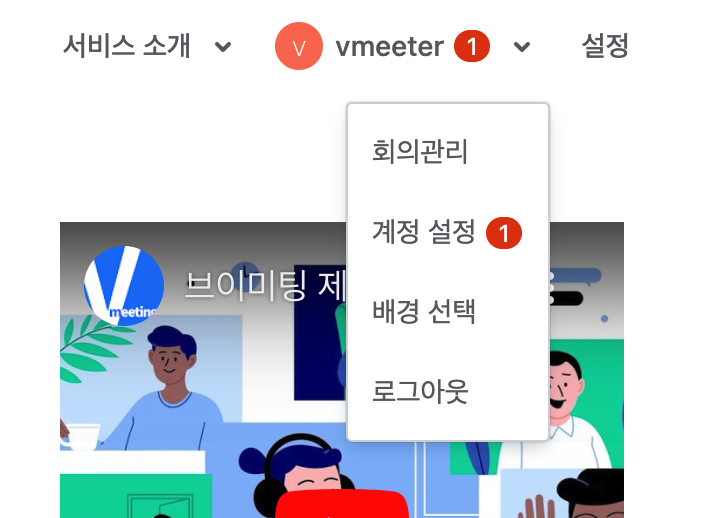 서비스 소개
V vmeeter 1
설정
회의관리
계정 설정 1
배경 선택
로그아웃
V meeting
브이미팅 제